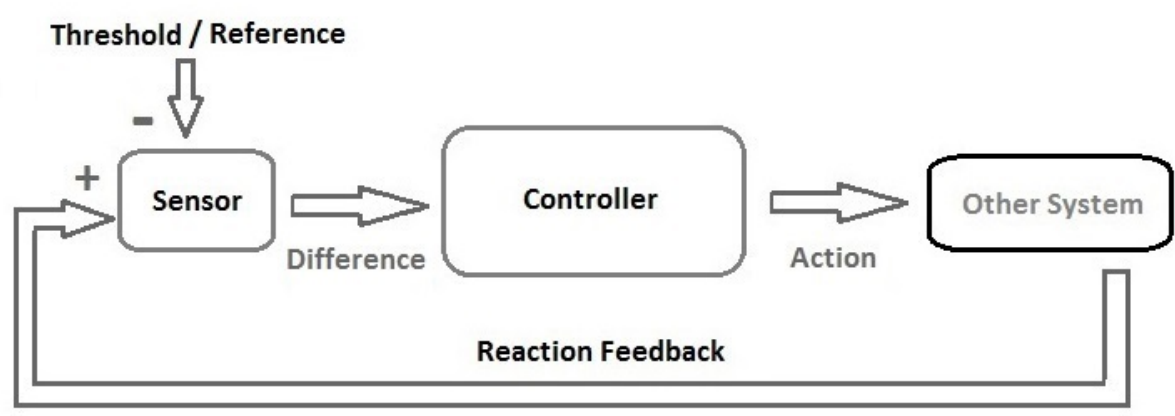 Threshold / Reference
-
+
Sensor
Difference
Controller
Action
Other System
Reaction Feedback